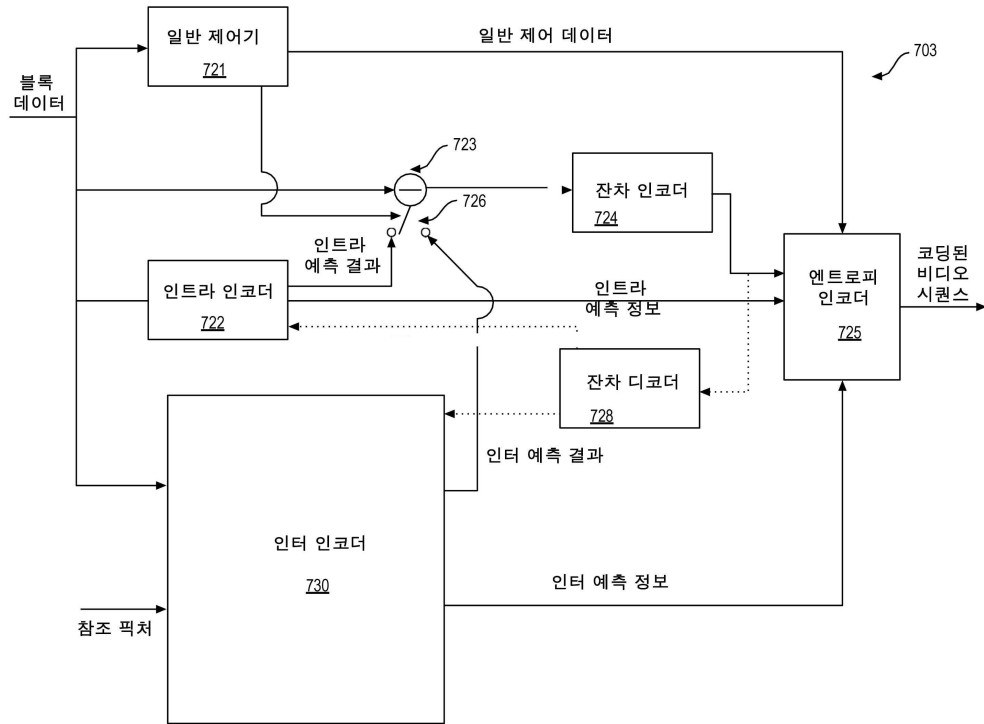 일반 제어기
721
일반 제어 데이터
703
블록
데이터
723
726
잔차 인코더
724
인트라
예측 결과
인트라 인코더
722
인트라
예측 정보
엔트로피
인코더
725
코딩된
비디오
시퀀스
잔차 디코더
728
인터 예측 결과
인터 인코더
730
인터 예측 정보
참조 픽처